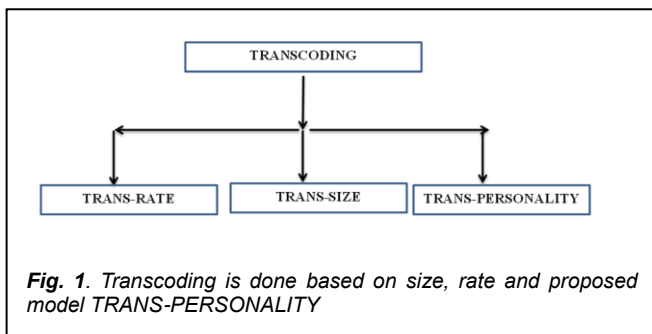 TRANSCODING
TRANS-RATE TRANS-SIZE TRANS-PERSONALITY
Fig. 1. Transcoding is done based on size, rate and proposed
model TRANS-PERSONALITY